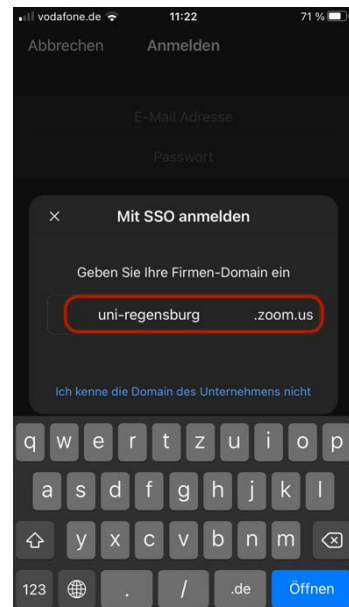 vodafone.de 11:22 71 %
Abbrechen Anmelden
E-Mail Adresse
Passwort
× Mit SSO anmelden
Geben Sie Ihre Firmen-Domain ein
uni-regensburg .zoom.us
Ich kenne die Domain des Unternehmens nicht
q w e r t z u i o p
a s d f g h j k l
y x c v b n m
123 . / .de Öffnen